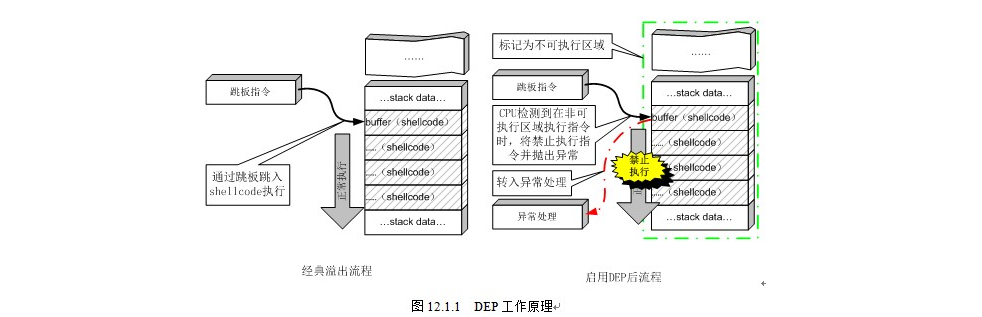 ……
跳板指令
…stack data…
buffer（shellcode）
……（shellcode）
……（shellcode）
……（shellcode）
…stack data…
通过跳板跳入
shellcode执行
正常执行
经典溢出流程
标记为不可执行区域
……
跳板指令
…stack data…
CPU检测到在非可
执行区域执行指令
时，将禁止执行指
令并抛出异常
buffer（shellcode）
……（shellcode）
……（shellcode）
……（shellcode）
…stack data…
禁止
执行
转入异常处理
异常处理
启用DEP后流程
图 12.1.1 DEP 工作原理